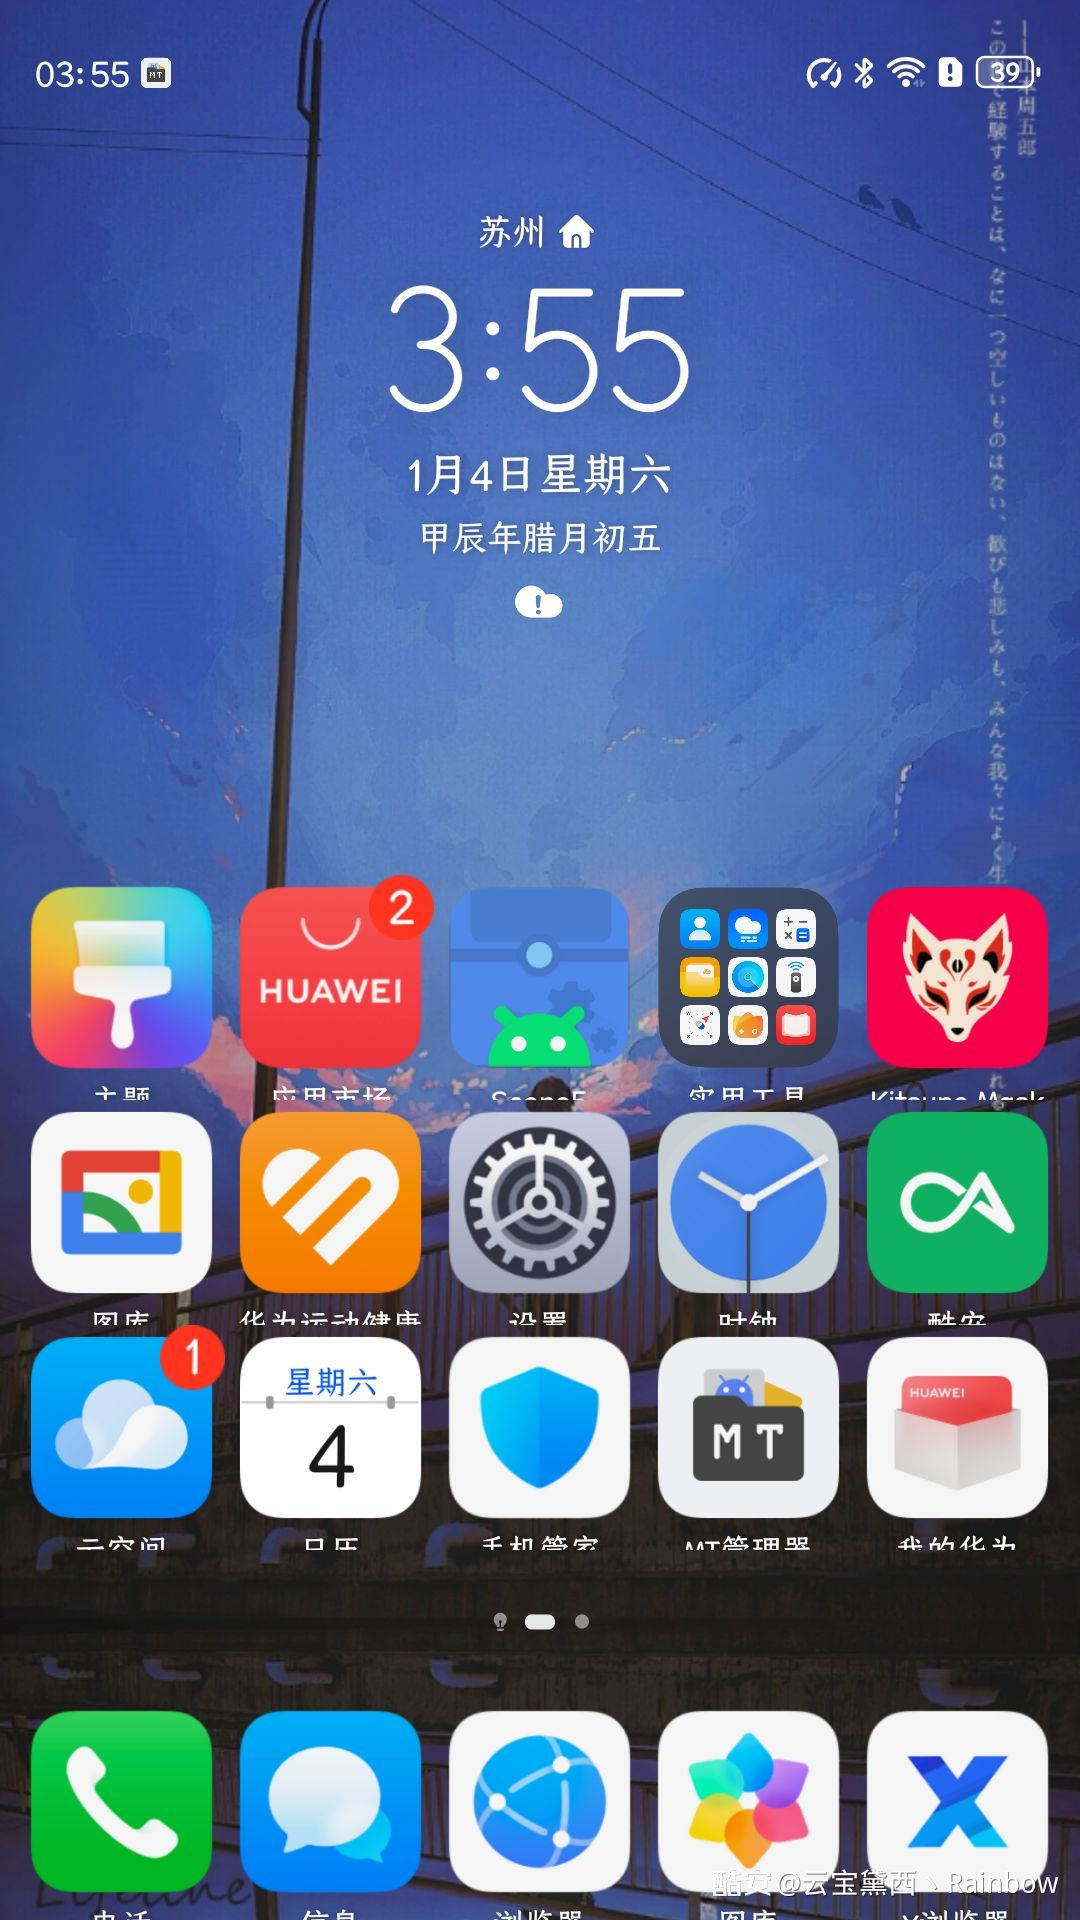 03:55
39
苏州
3:55
1月4日星期六
甲辰年腊月初五
山本周五郎
この世で経験することは、なに一つ空しいものはない、歓びも悲しみも、みんな我々によく生
れる
2
HUAWEI
主题
应用市场
Scene5
实用工具
Kitsune Mask
图库
华为运动健康
设置
时钟
酷安
1
星期六
4
MT
HUAWEI
云空间
日历
手机管家
MT管理器
我的华为
Lifeline
电话
信息
浏览器
图库
X浏览器
酷安 @云宝黛西丶Rainbow